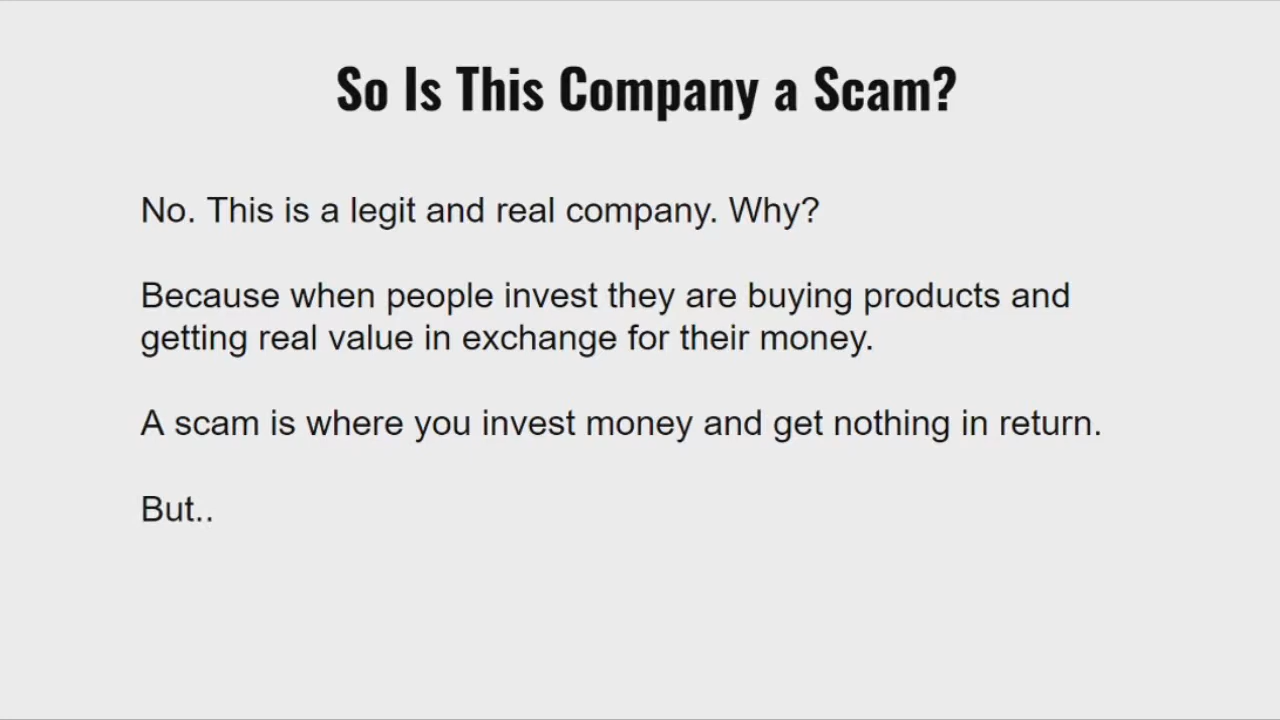 So Is This Company a Scam?
No. This is a legit and real company. Why?
Because when people invest they are buying products and
getting real value in exchange for their money.
A scam is where you invest money and get nothing in return.
But..